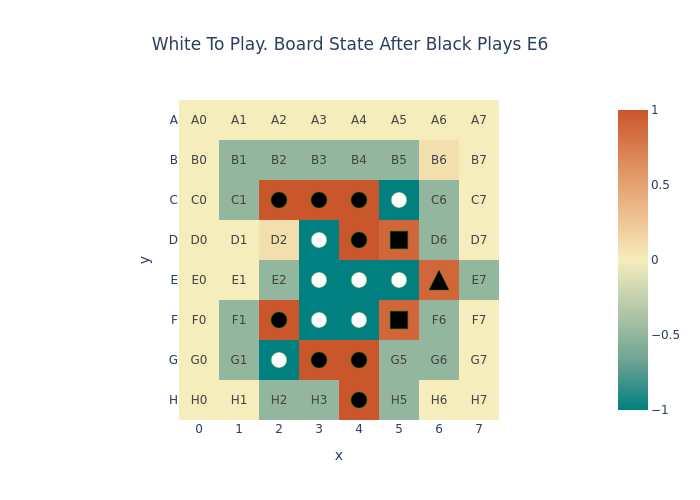 White To Play. Board State After Black Plays E6
A A0 A1 A2 A3 A4 A5 A6 A7
B B0 B1 B2 B3 B4 B5 B6 B7
C C0 C1 C6 C7
D D0 D1 D2 D6 D7
y
E E0 E1 E2 E7
F F0 F1 F6 F7
G G0 G1 G5 G6 G7
H H0 H1 H2 H3 H5 H6 H7
0 1 2 3 4 5 6 7
x
1
0.5
0
−0.5
−1